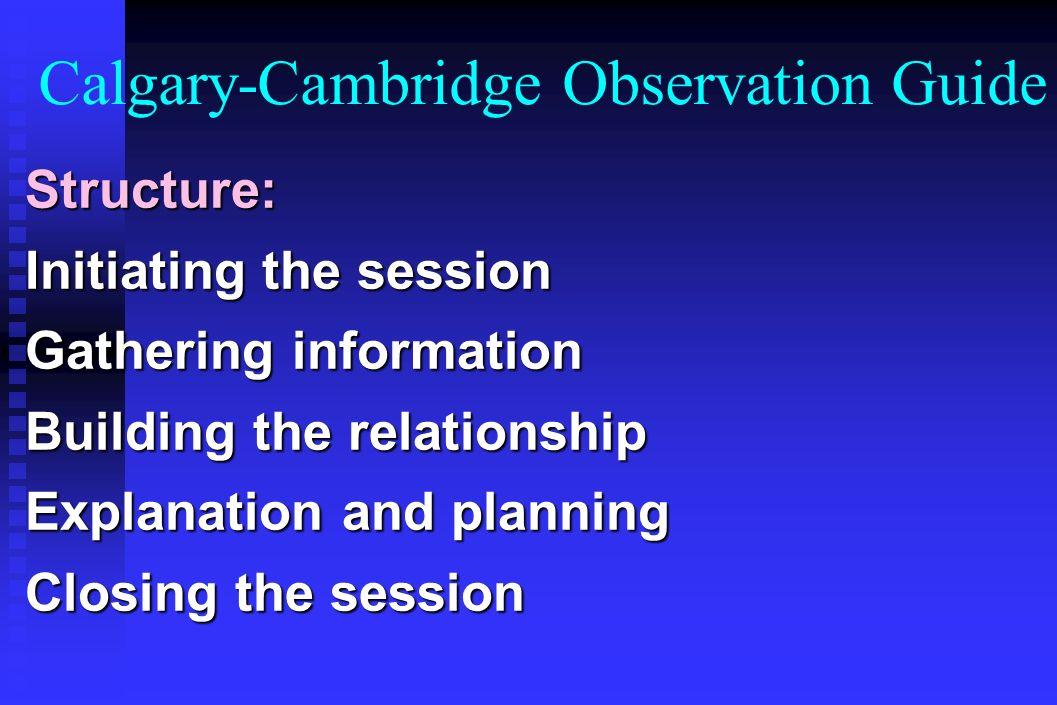 Calgary-Cambridge Observation Guide
Structure:
Initiating the session
Gathering information
Building the relationship
Explanation and planning
Closing the session